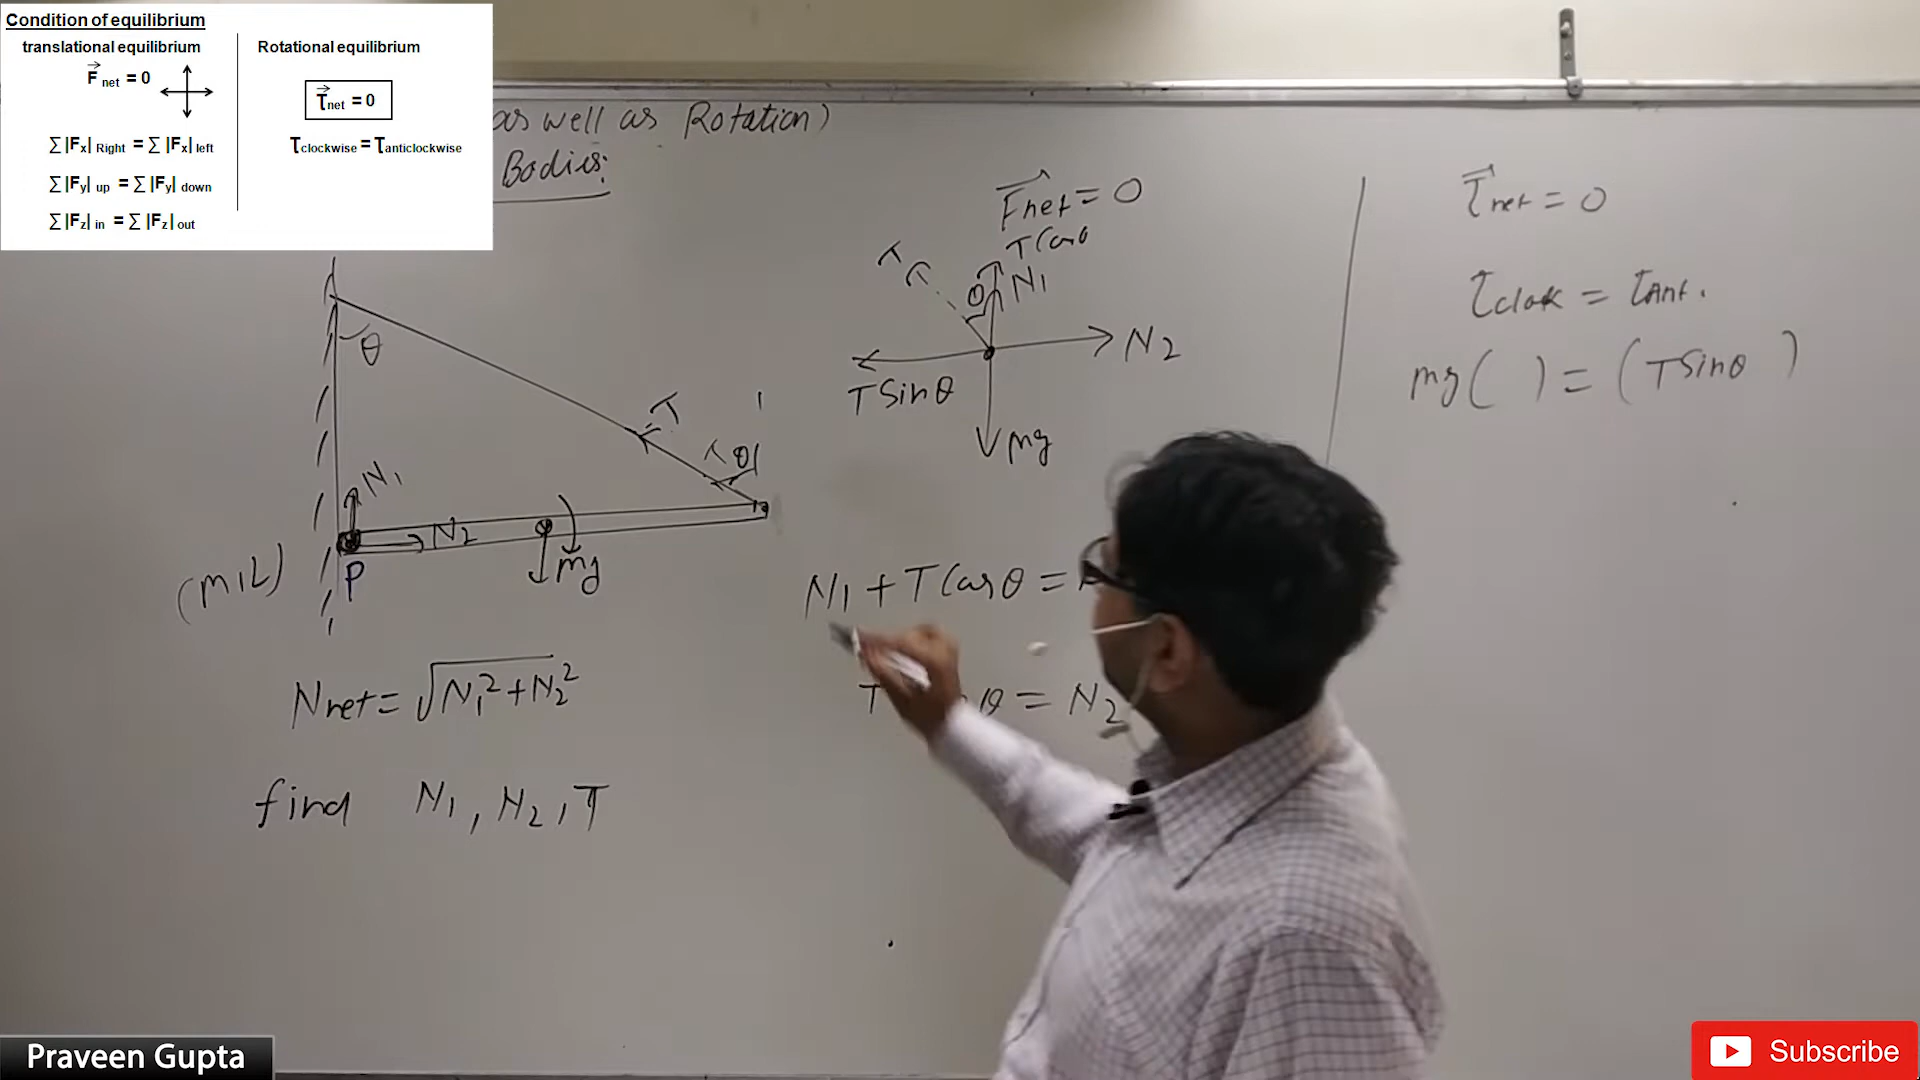 Condition of equilibrium
translational equilibrium
F net = 0
∑|Fx| Right = ∑|Fx| left
∑|Fy| up = ∑|Fy| down
∑|Fz| in = ∑|Fz| out
Rotational equilibrium
τnet = 0
τclockwise = τanticlockwise
as well as Rotation)
Bodies:
θ
T
T
θ
N1
N2
mg
P
(m, L)
Nnet = √N1² + N2²
find N1, N2, T
Fnet = 0
T Cosθ
T
θ
N1
N2
T Sinθ
mg
N1 + T Cosθ =
T θ = N2
τnet = 0
τclock = τAnt.
mg( ) = (T Sinθ )
Praveen Gupta
Subscribe